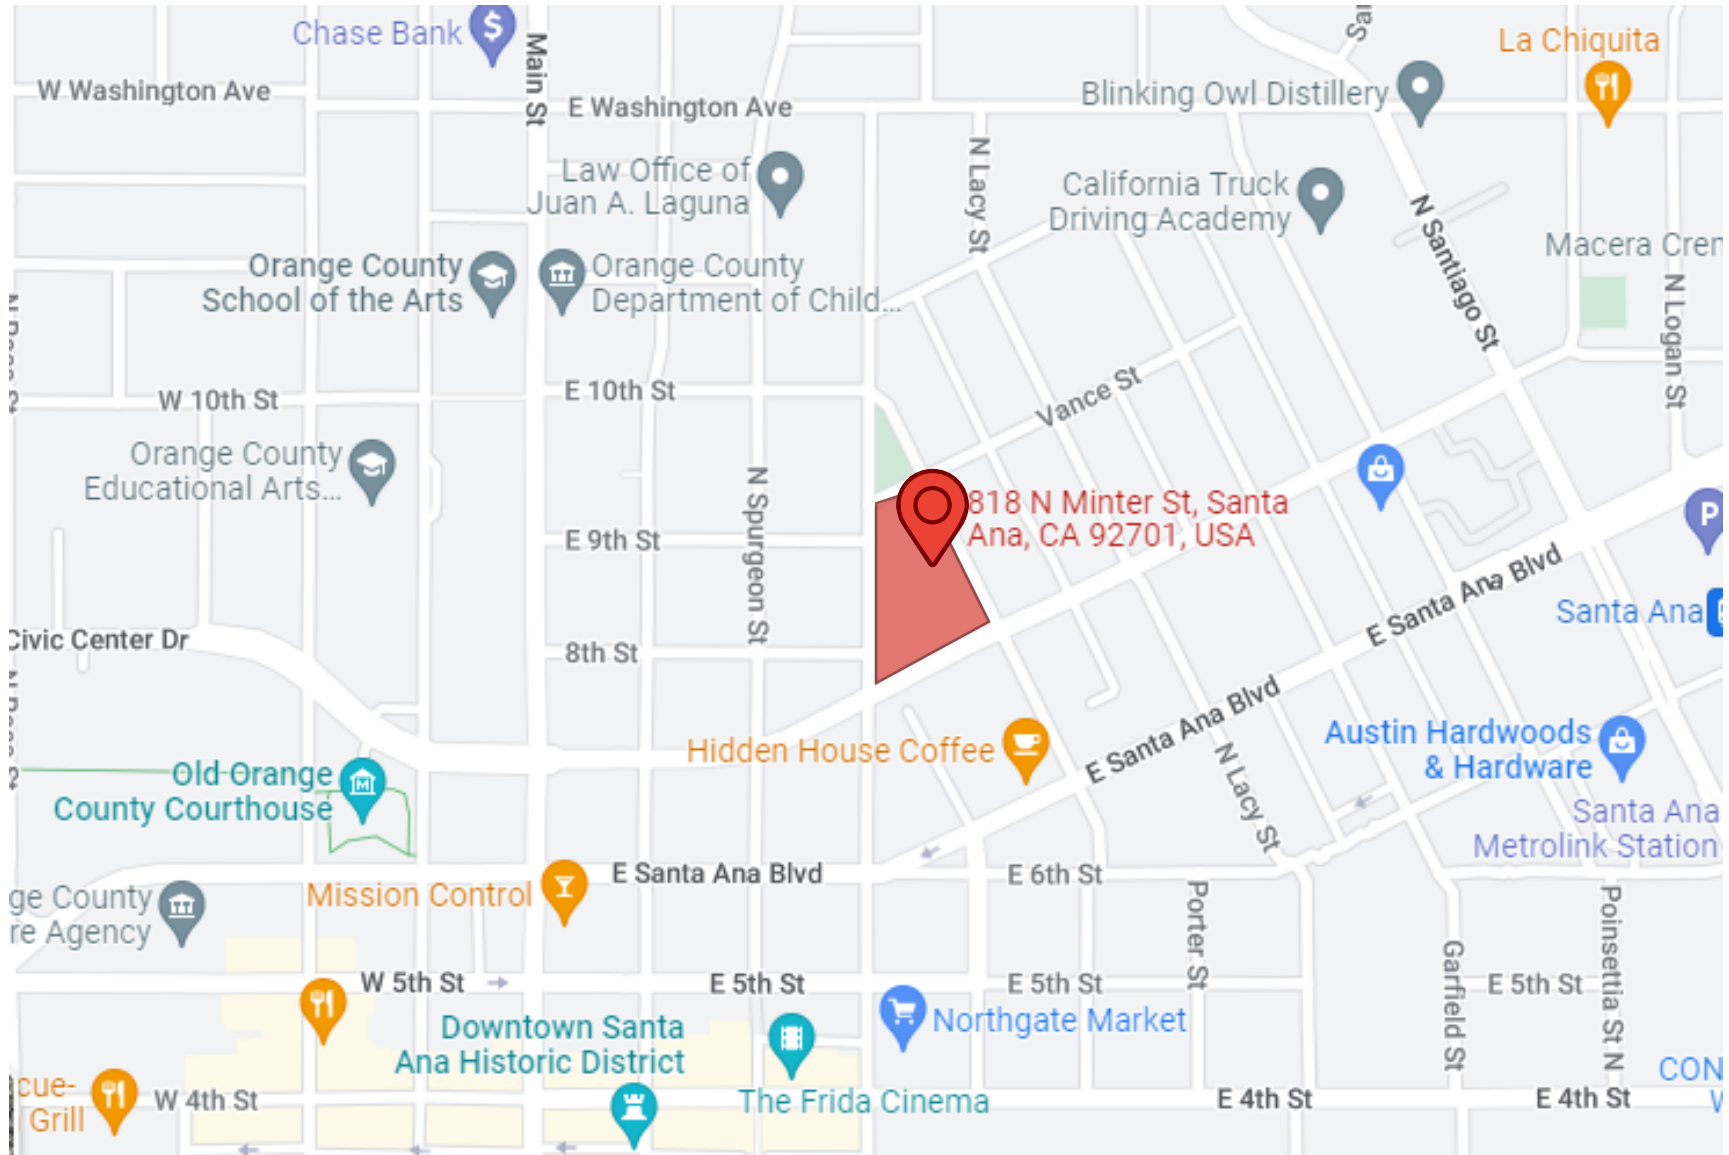 Chase Bank
Main St
La Chiquita
W Washington Ave
E Washington Ave
Blinking Owl Distillery
Law Office of
Juan A. Laguna
N Lacy St
California Truck
Driving Academy
N Santiago St
Macera Crem
Orange County
School of the Arts
Orange County
Department of Child...
N Logan St
W 10th St
E 10th St
Vance St
Orange County
Educational Arts...
N Spurgeon St
818 N Minter St, Santa
Ana, CA 92701, USA
P
E 9th St
E Santa Ana Blvd
Santa Ana
Civic Center Dr
8th St
E Santa Ana Blvd
Hidden House Coffee
Austin Hardwoods
& Hardware
Old Orange
County Courthouse
N Lacy St
Santa Ana
Metrolink Station
E Santa Ana Blvd
E 6th St
Mission Control
ge County
re Agency
Porter St
Poinsettia St N
Garfield St
W 5th St
E 5th St
E 5th St
E 5th St
Northgate Market
Downtown Santa
Ana Historic District
The Frida Cinema
cue-
Grill
W 4th St
E 4th St
E 4th St
CON